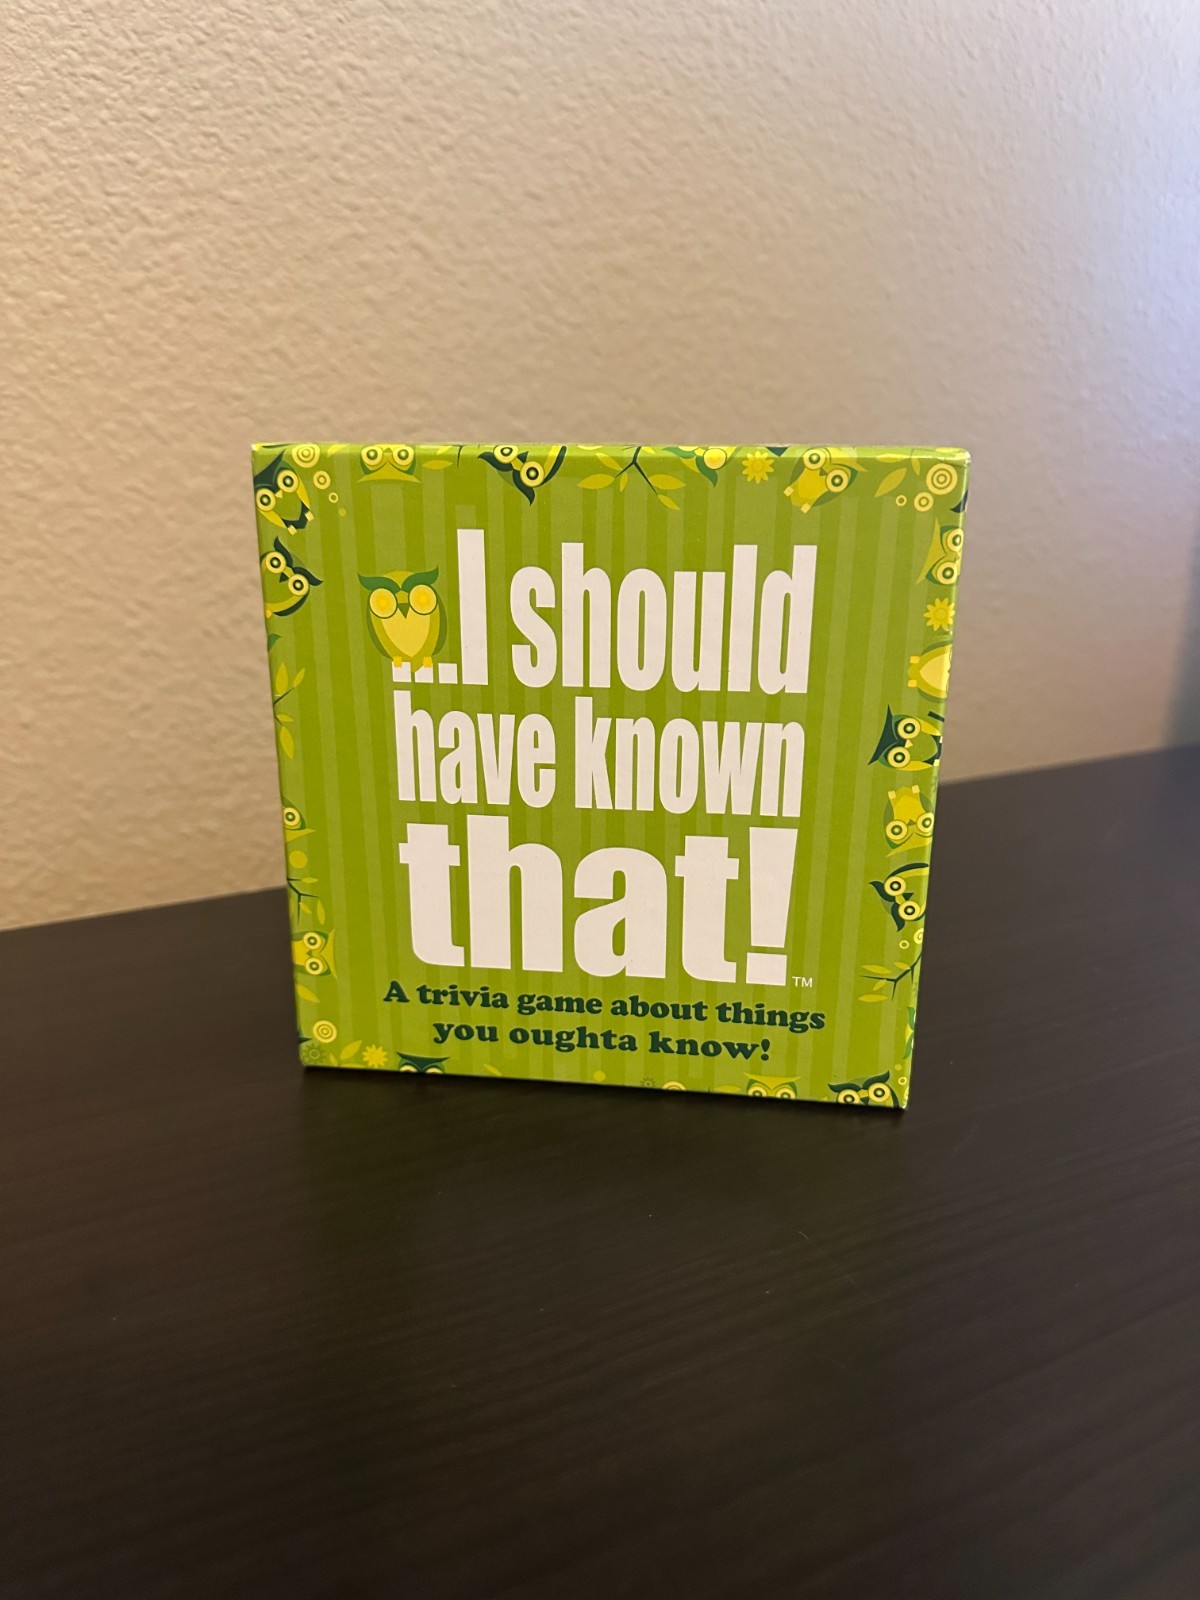 ...I should
have known
that!™
A trivia game about things
you oughta know!